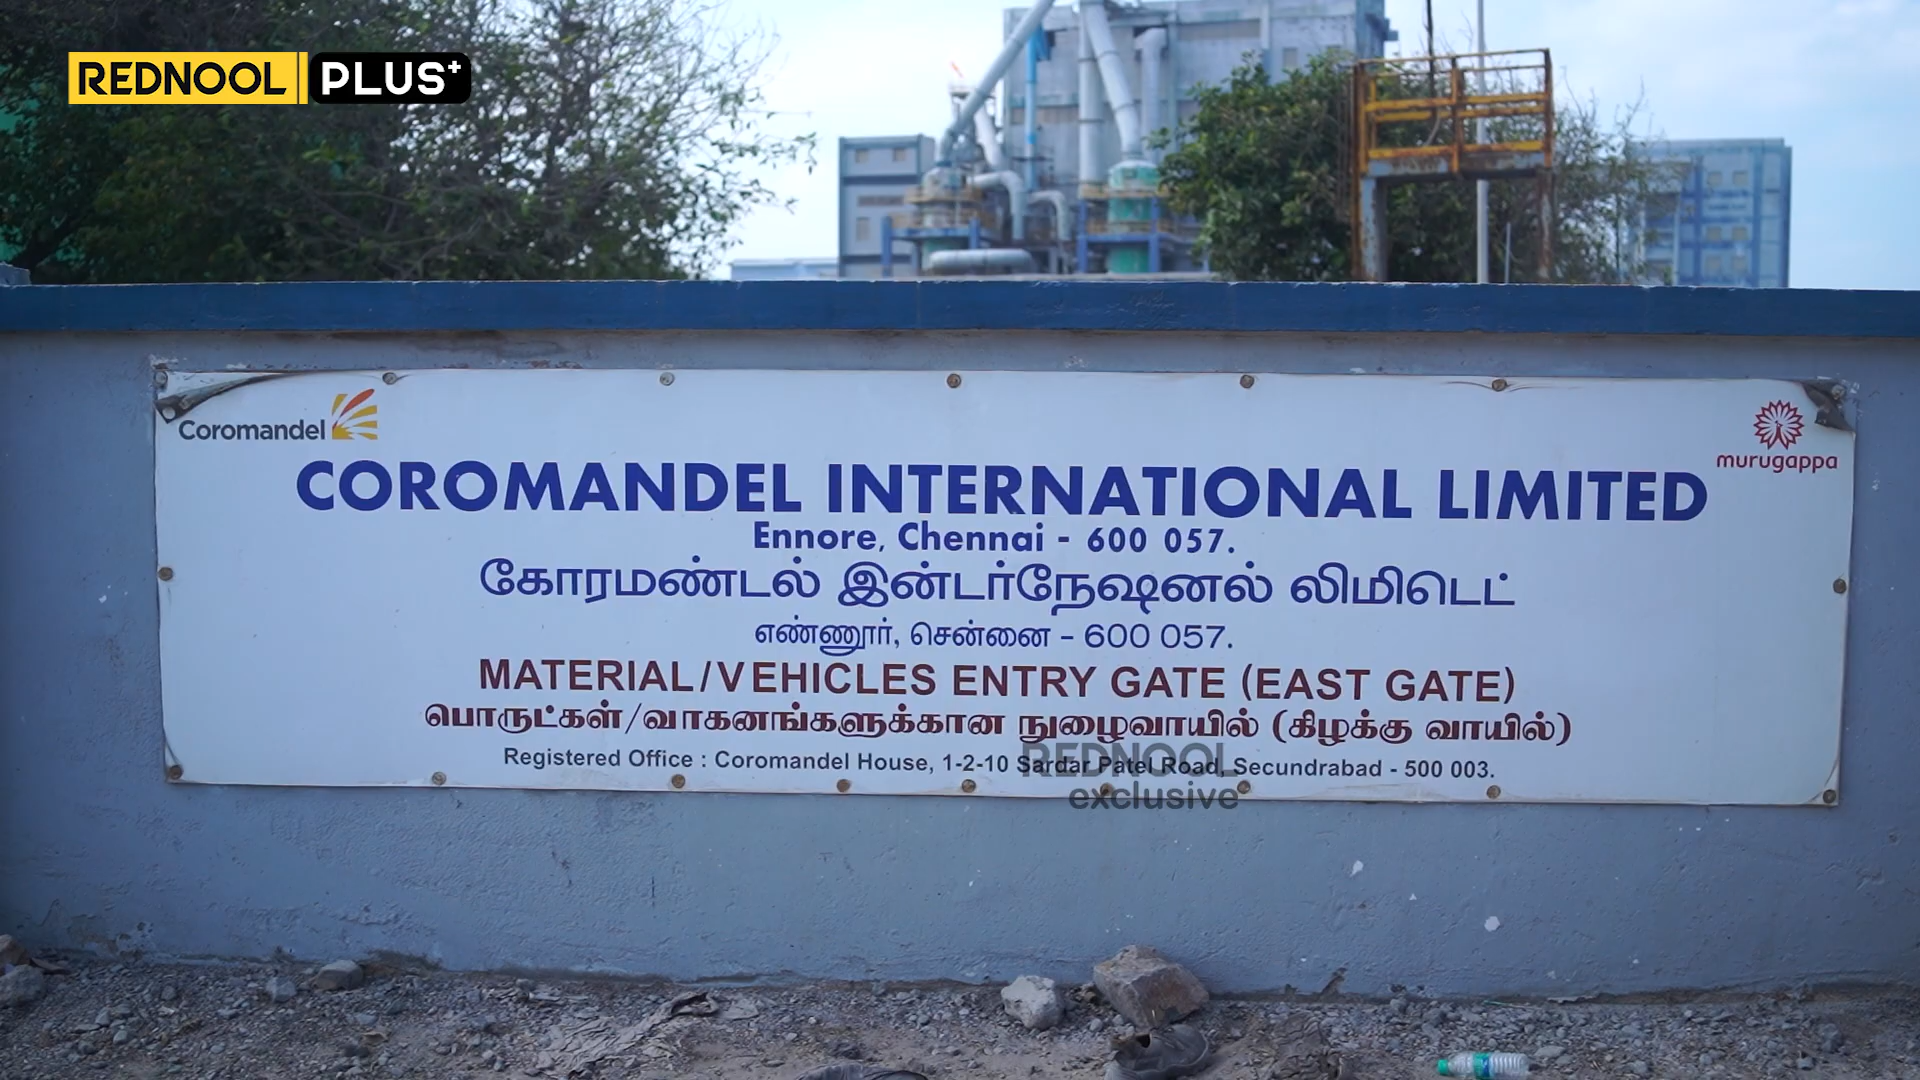 REDNOOL PLUS+
Coromandel
murugappa
COROMANDEL INTERNATIONAL LIMITED
Ennore, Chennai - 600 057.
கோரமண்டல் இன்டர்நேஷனல் லிமிடெட்
எண்ணூர், சென்னை - 600 057.
MATERIAL/VEHICLES ENTRY GATE (EAST GATE)
பொருட்கள்/வாகனங்களுக்கான நுழைவாயில் (கிழக்கு வாயில்)
Registered Office : Coromandel House, 1-2-10 Sardar Patel Road, Secundrabad - 500 003.
REDNOOL
exclusive